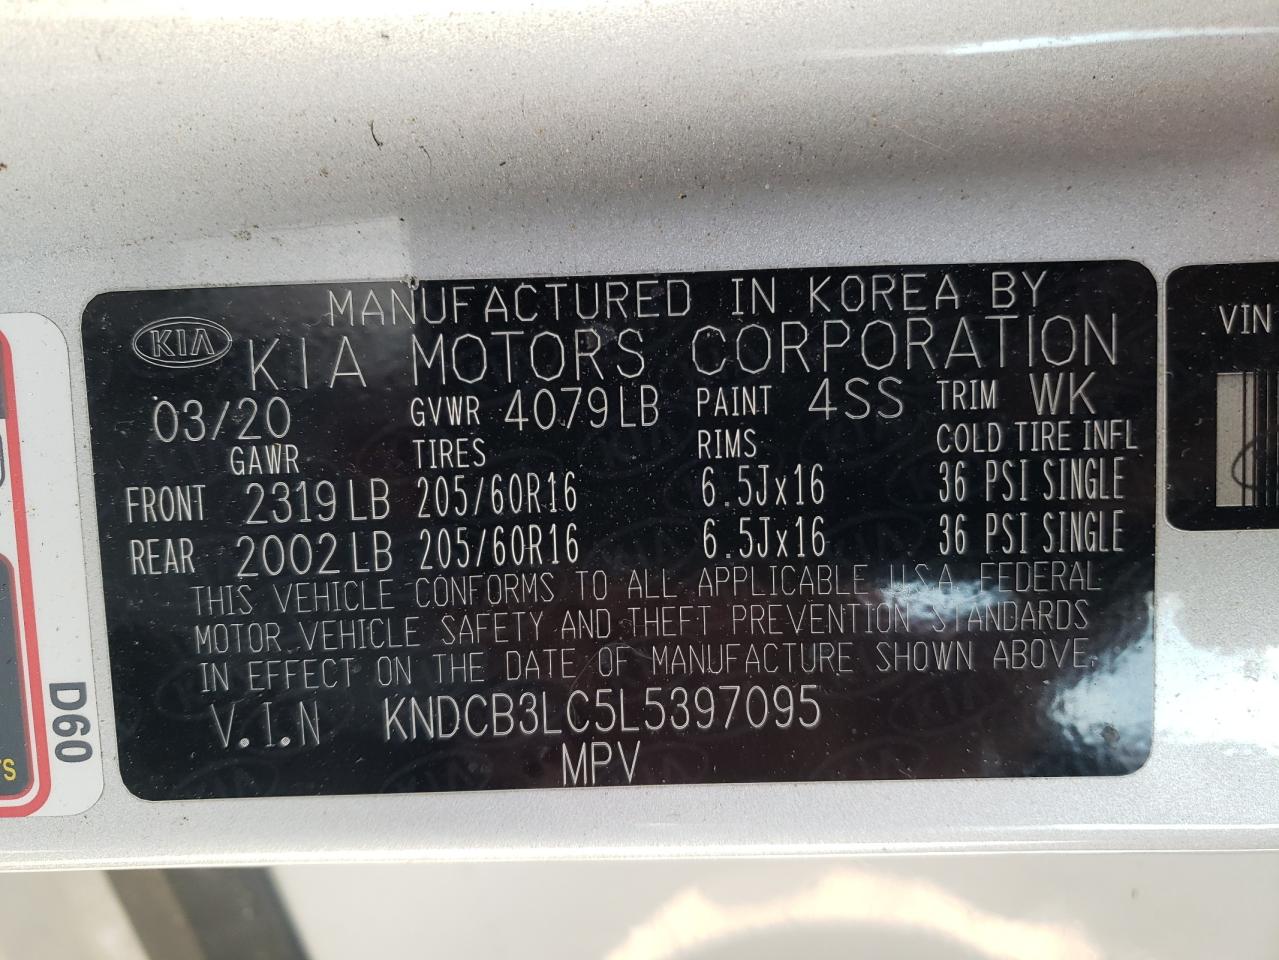 MANUFACTURED IN KOREA BY
KIA KIA MOTORS CORPORATION
03/20 GVWR 4079LB PAINT 4SS TRIM WK
GAWR TIRES RIMS COLD TIRE INFL
FRONT 2319LB 205/60R16 6.5Jx16 36 PSI SINGLE
REAR 2002LB 205/60R16 6.5Jx16 36 PSI SINGLE
THIS VEHICLE CONFORMS TO ALL APPLICABLE U.S.A. FEDERAL
MOTOR VEHICLE SAFETY AND THEFT PREVENTION STANDARDS
IN EFFECT ON THE DATE OF MANUFACTURE SHOWN ABOVE.
V.I.N KNDCB3LC5L5397095
MPV
VIN
D60